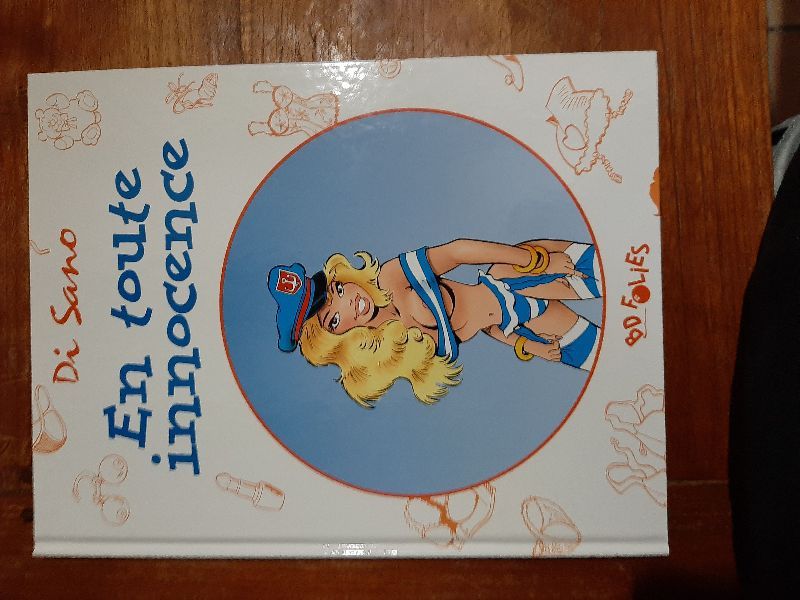 Di Sano
En toute
innocence
BD FOLIES